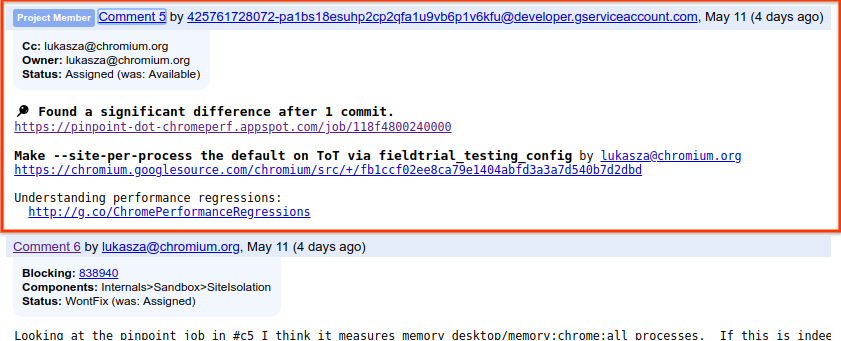 Project Member Comment 5 by 425761728072-pa1bs18esuhp2cp2qfa1u9vb6p1v6kfu@developer.gserviceaccount.com, May 11 (4 days ago)
Cc: lukasza@chromium.org
Owner: lukasza@chromium.org
Status: Assigned (was: Available)
📍 Found a significant difference after 1 commit.
https://pinpoint-dot-chromeperf.appspot.com/job/118f4800240000
Make --site-per-process the default on ToT via fieldtrial_testing_config by lukasza@chromium.org
https://chromium.googlesource.com/chromium/src/+/fb1ccf02ee8ca79e1404abfd3a3a7d540b7d2dbd
Understanding performance regressions:
http://g.co/ChromePerformanceRegressions
Comment 6 by lukasza@chromium.org, May 11 (4 days ago)
Blocking: 838940
Components: Internals>Sandbox>SiteIsolation
Status: WontFix (was: Assigned)
Looking at the pinpoint job in #c5 I think it measures memory desktop/memory:chrome:all processes. If this is indee